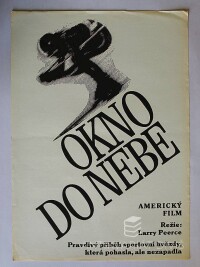 OKNO
DO NEBE
AMERICKÝ
FILM
Režie:
Larry Peerce
Pravdivý příběh sportovní hvězdy,
která pohasla, ale nezapadla